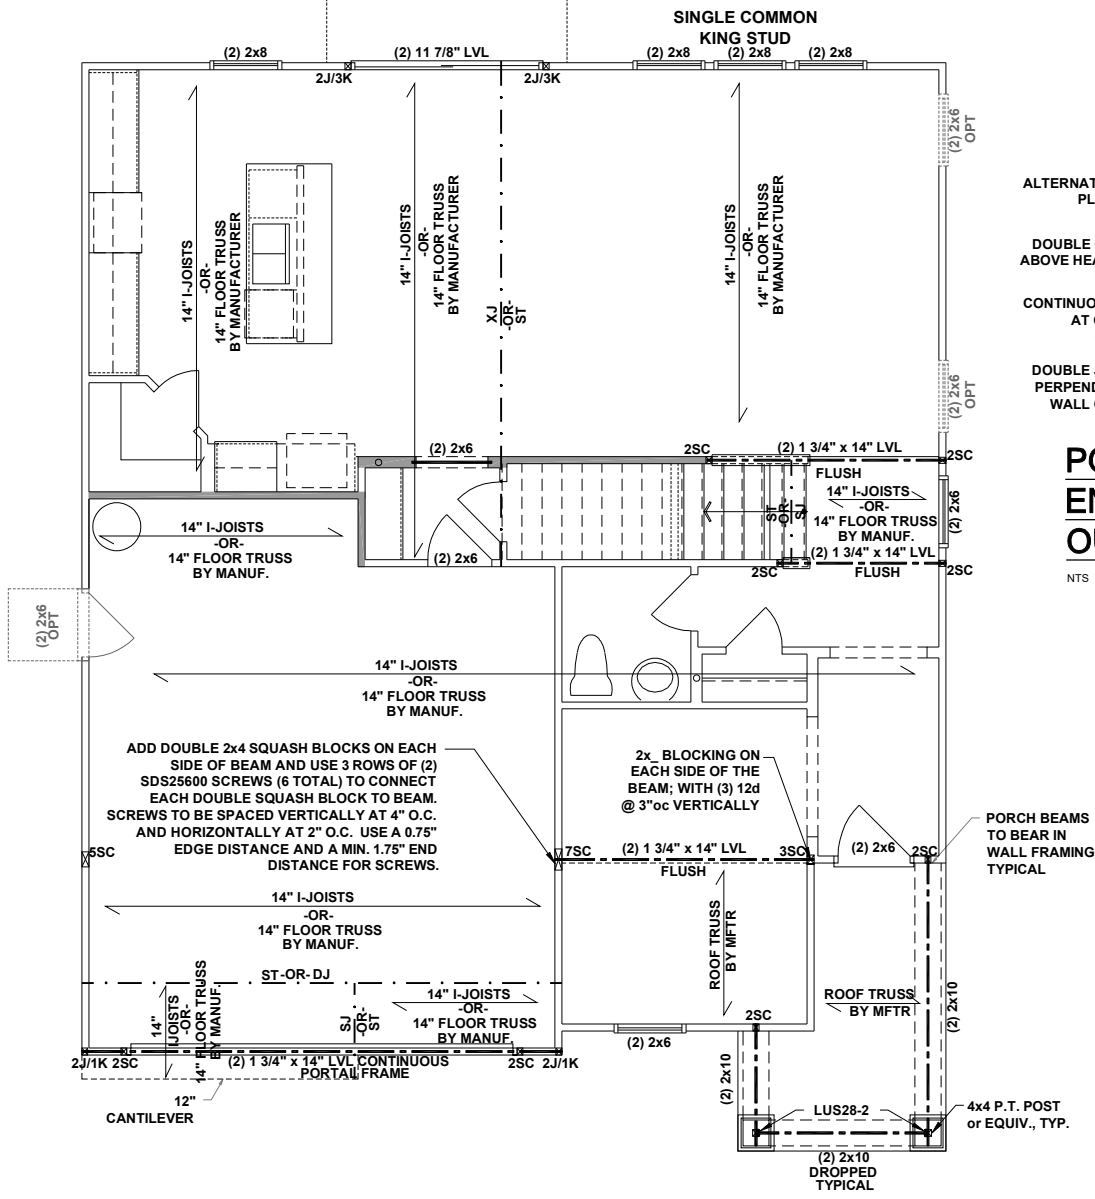 SINGLE COMMON
KING STUD
(2) 2x8
(2) 11 7/8" LVL
(2) 2x8
(2) 2x8
(2) 2x8
2J/3K
2J/3K
(2) 2x6
OPT
14" I-JOISTS
-OR-
14" FLOOR TRUSS
BY MANUFACTURER
14" I-JOISTS
-OR-
14" FLOOR TRUSS
BY MANUFACTURER
XJ
-OR-
ST
14" I-JOISTS
-OR-
14" FLOOR TRUSS
BY MANUFACTURER
ALTERNAT
PL
DOUBLE
ABOVE HEA
CONTINUO
AT
DOUBLE
PERPEND
WALL
(2) 2x6
OPT
(2) 2x6
2SC
(2) 1 3/4" x 14" LVL
2SC
FLUSH
PO
EN
OU
NTS
14" I-JOISTS
-OR-
14" FLOOR TRUSS
BY MANUF.
ST
-OR-
SJ
(2) 2x6
14" I-JOISTS
-OR-
14" FLOOR TRUSS
BY MANUF.
(2) 2x6
(2) 1 3/4" x 14" LVL
2SC
FLUSH
2SC
(2) 2x6
OPT
14" I-JOISTS
-OR-
14" FLOOR TRUSS
BY MANUF.
ADD DOUBLE 2x4 SQUASH BLOCKS ON EACH
SIDE OF BEAM AND USE 3 ROWS OF (2)
SDS25600 SCREWS (6 TOTAL) TO CONNECT
EACH DOUBLE SQUASH BLOCK TO BEAM.
SCREWS TO BE SPACED VERTICALLY AT 4" O.C.
AND HORIZONTALLY AT 2" O.C. USE A 0.75"
EDGE DISTANCE AND A MIN. 1.75" END
DISTANCE FOR SCREWS.
2x_ BLOCKING ON
EACH SIDE OF THE
BEAM; WITH (3) 12d
@ 3"oc VERTICALLY
PORCH BEAMS
TO BEAR IN
WALL FRAMING
TYPICAL
5SC
7SC
(2) 1 3/4" x 14" LVL
3SC
FLUSH
(2) 2x6
2SC
14" I-JOISTS
-OR-
14" FLOOR TRUSS
BY MANUF.
ROOF TRUSS
BY MFTR
ST -OR- DJ
14"
IJOISTS
-OR-
14" FLOOR TRUSS
BY MANUF.
SJ
-OR-
ST
14" I-JOISTS
-OR-
14" FLOOR TRUSS
BY MANUF.
ROOF TRUSS
BY MFTR
(2) 2x10
2SC
(2) 2x6
2J/1K
2SC
(2) 1 3/4" x 14" LVL CONTINUOUS
PORTAL FRAME
2SC
2J/1K
12"
CANTILEVER
(2) 2x10
LUS28-2
4x4 P.T. POST
or EQUIV., TYP.
(2) 2x10
DROPPED
TYPICAL